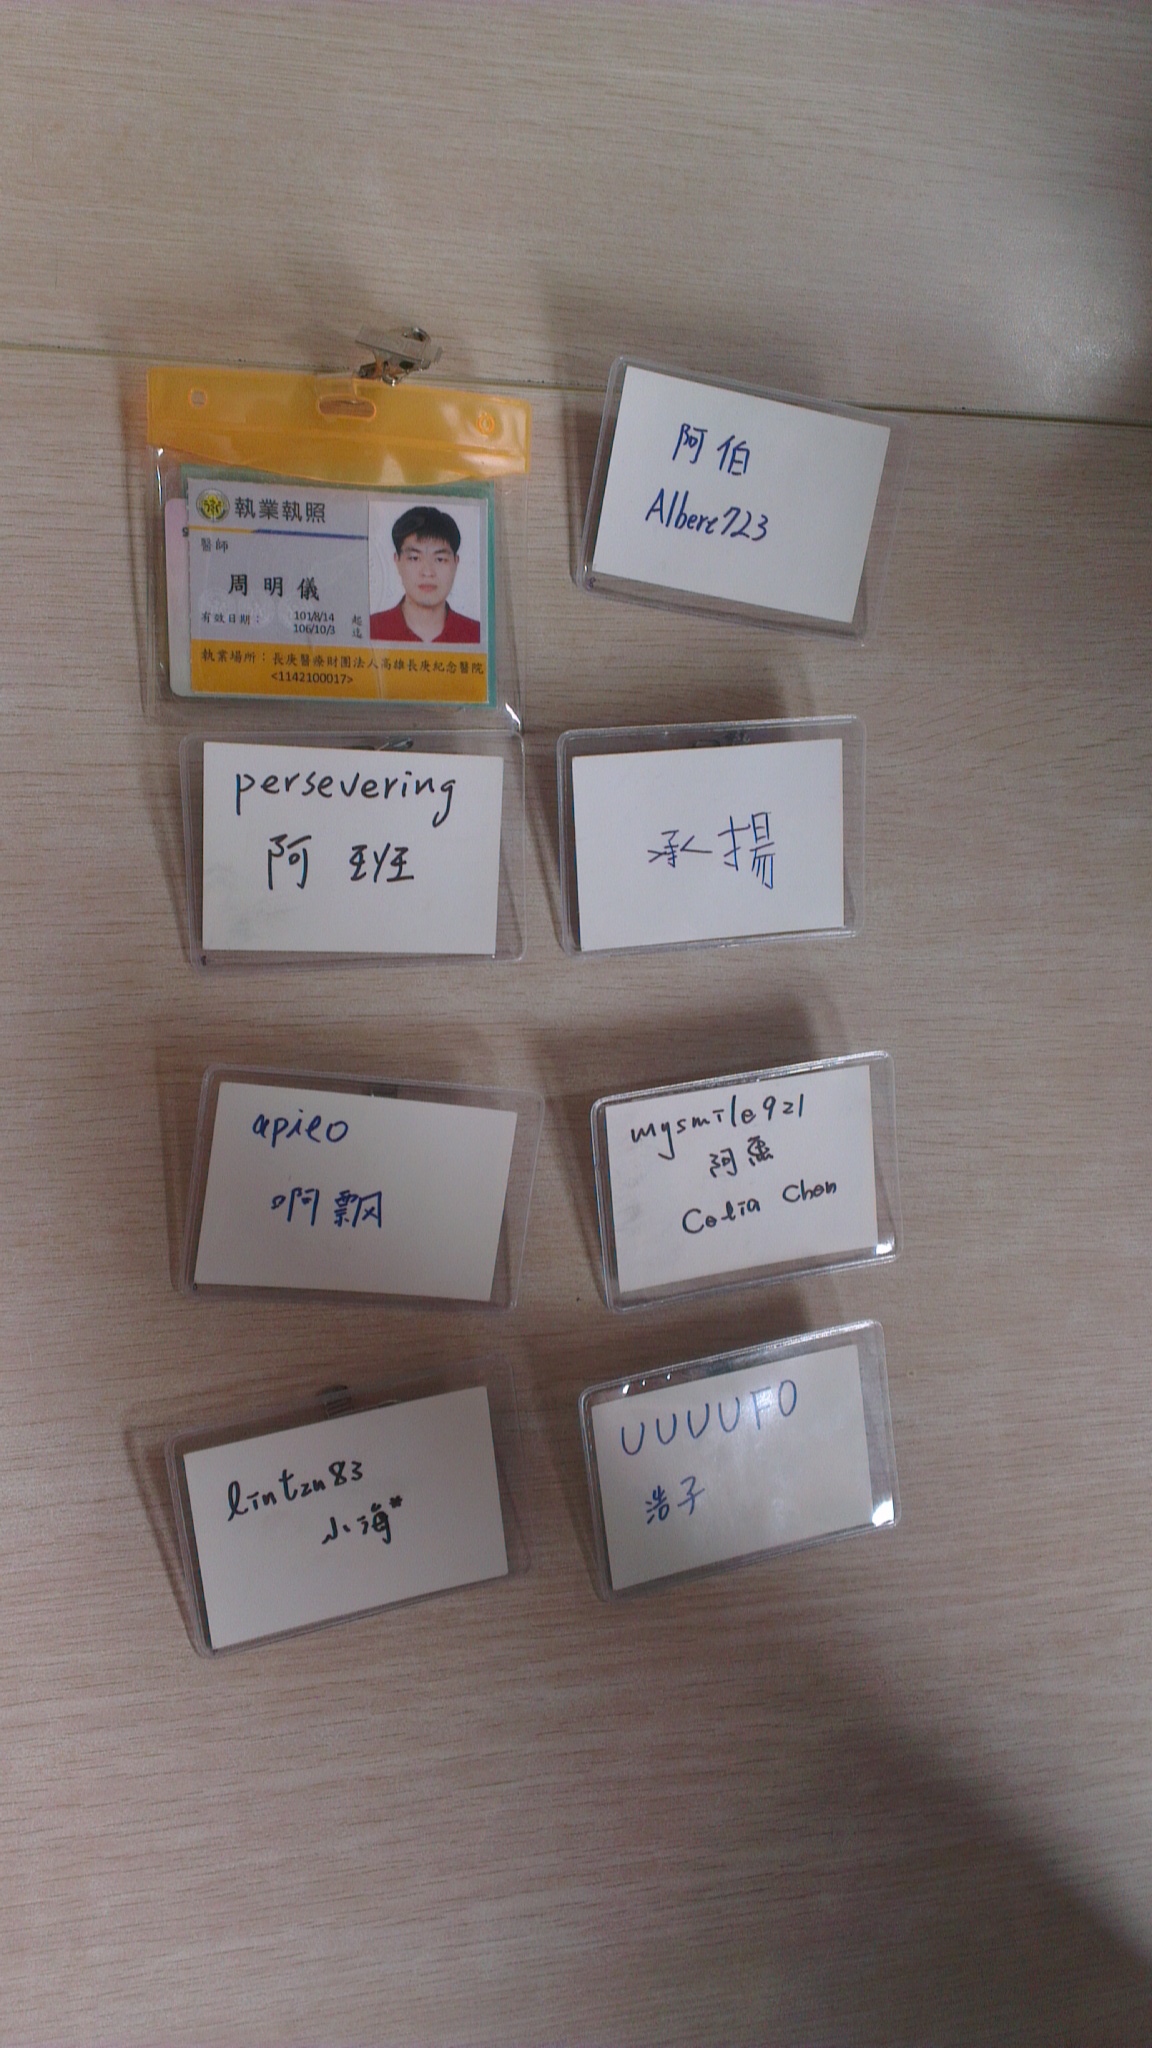 執業執照
醫師
周明儀
有效日期：101/8/14 起
106/10/3 迄
執業場所：長庚醫療財團法人高雄長庚紀念醫院
<1142100017>
阿伯
Albert723
persevering
阿班
承揚
apieo
啊飄
mysmile921
阿魚
Celia Chen
lintzu83
小海*
UUUUFO
浩子